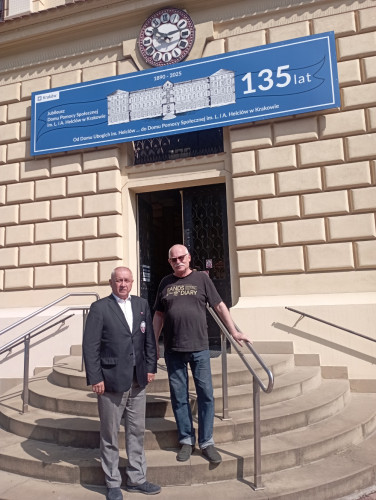 1890 - 2025
Kraków
Jubileusz
Domu Pomocy Społecznej
im. L. i A. Helclów w Krakowie
135 lat
Od Domu Ubogich im. Helclów ... do Domu Pomocy Społecznej im. L. i A. Helclów w Krakowie
DIARY